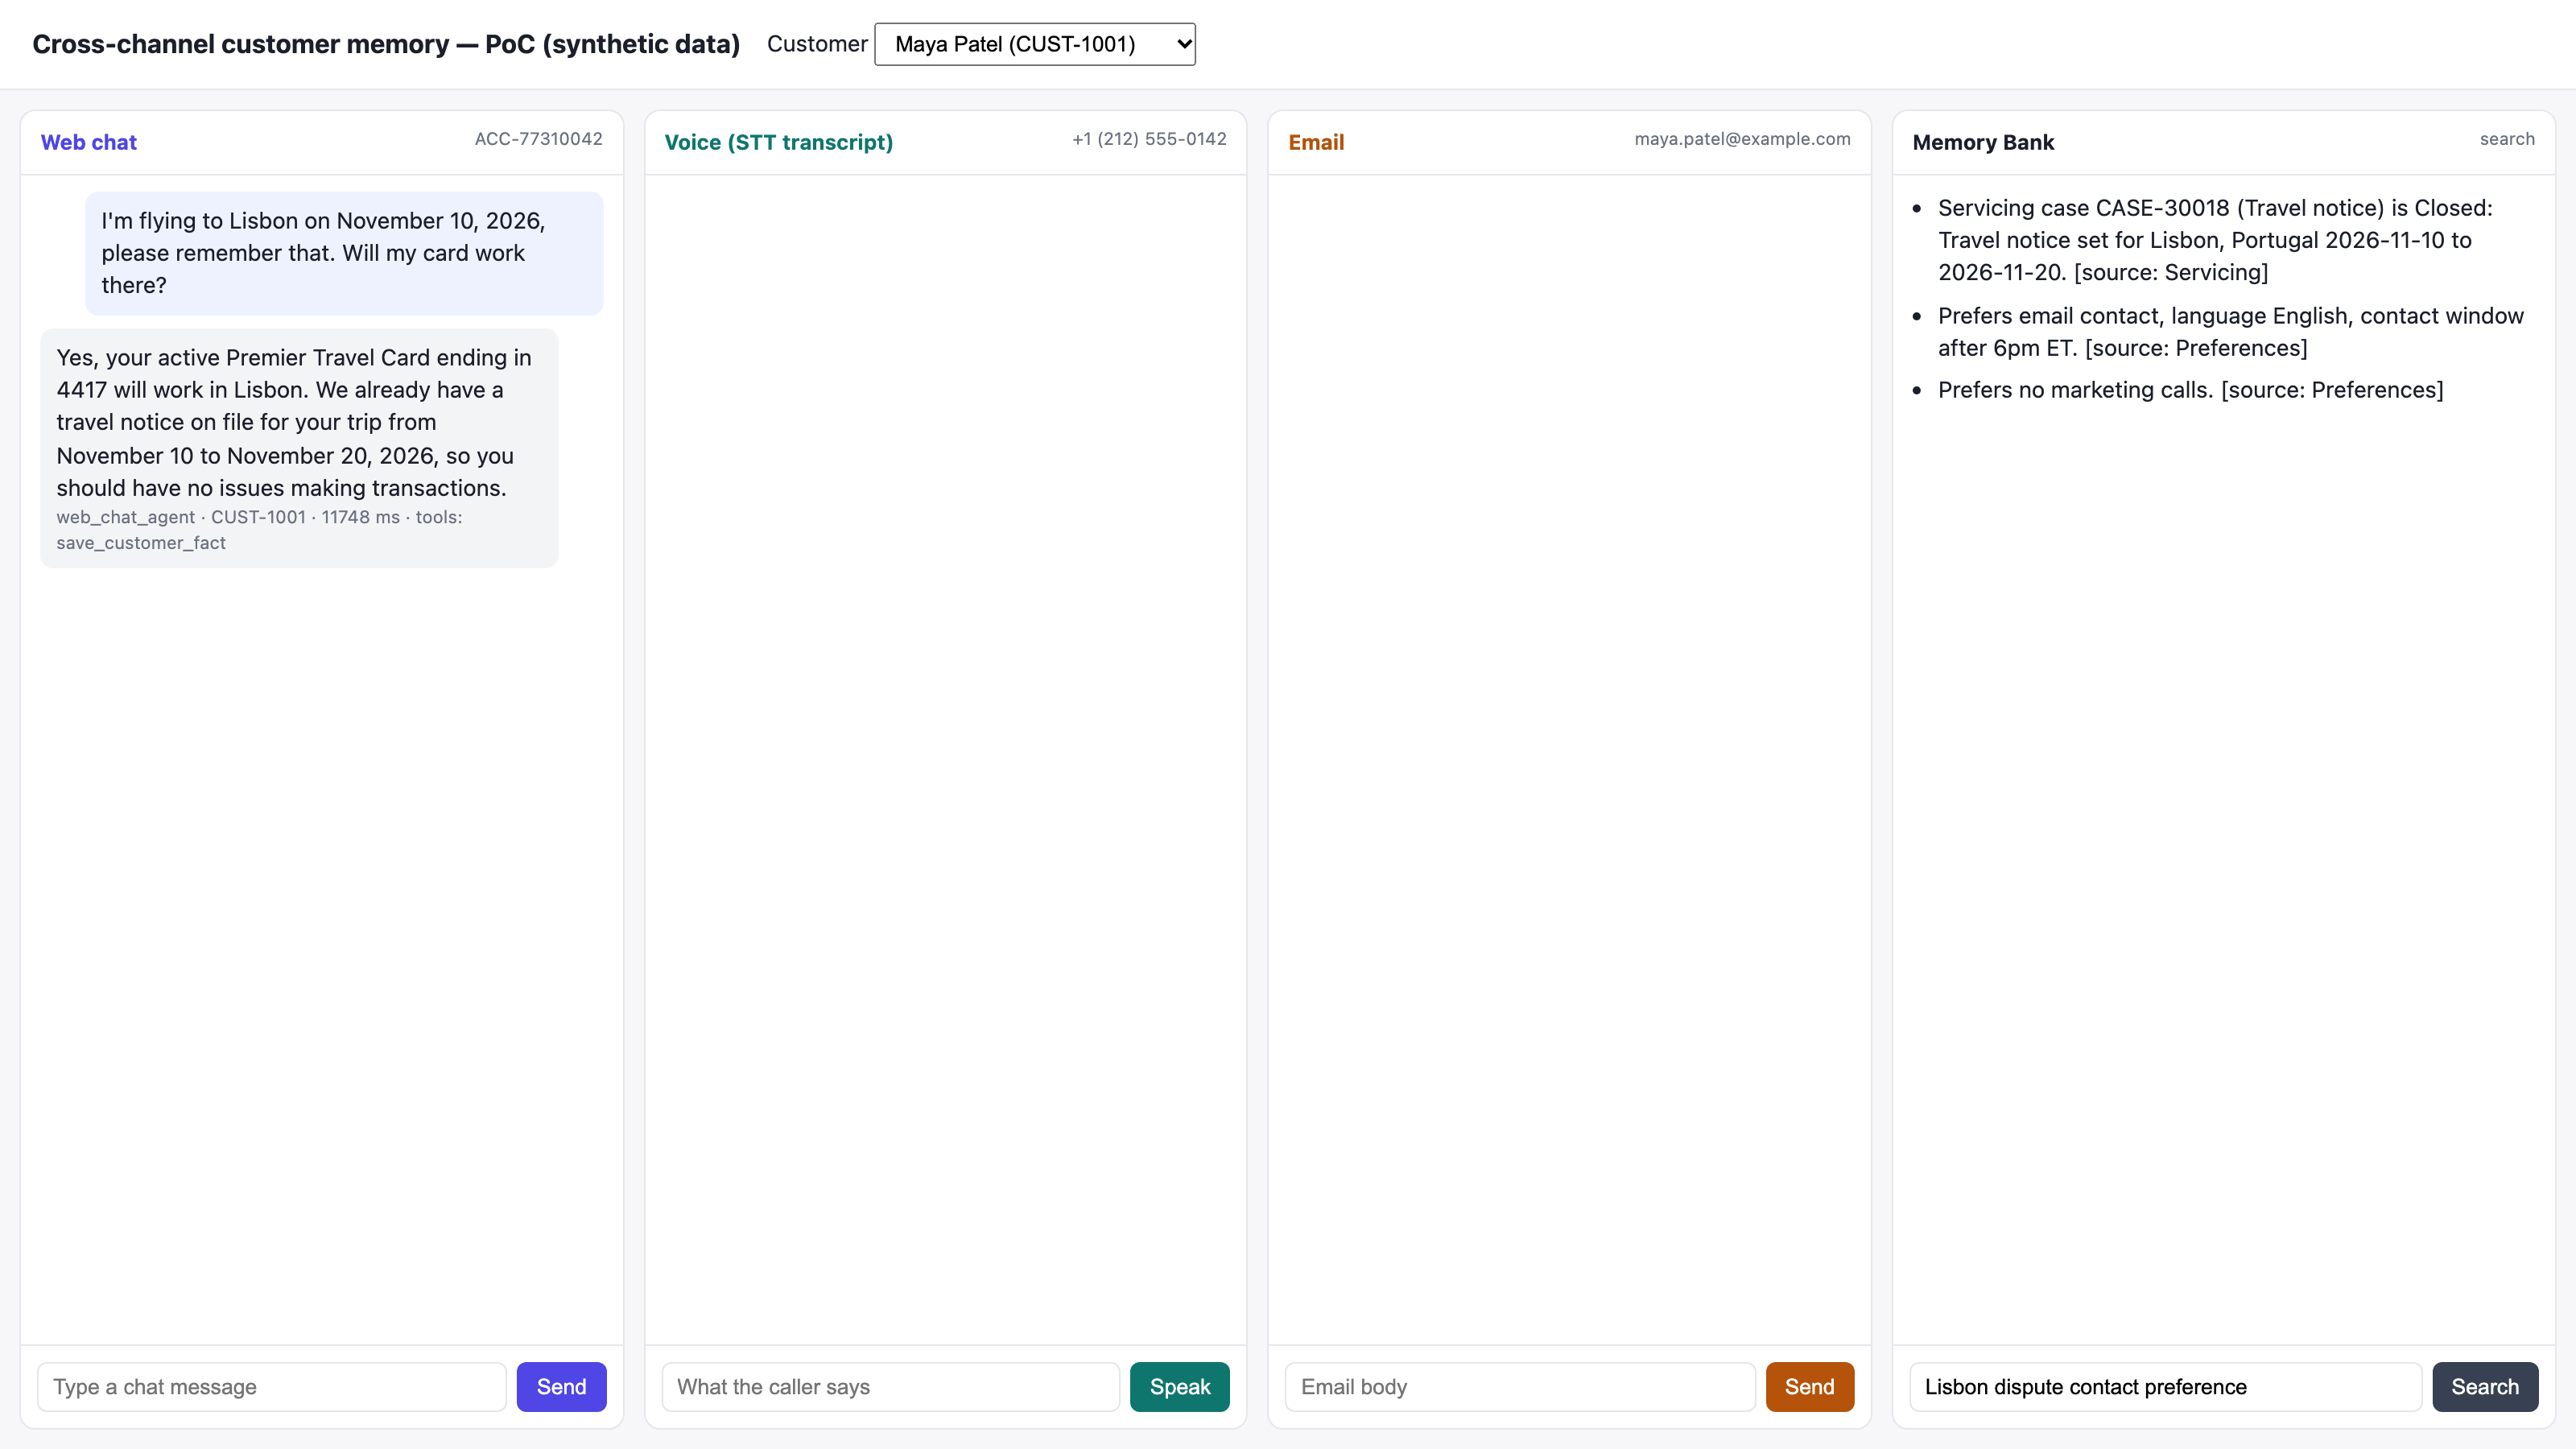 Cross-channel customer memory — PoC (synthetic data)
Customer
Maya Patel (CUST-1001)
Web chat
ACC-77310042
I'm flying to Lisbon on November 10, 2026,
please remember that. Will my card work
there?
Yes, your active Premier Travel Card ending in
4417 will work in Lisbon. We already have a
travel notice on file for your trip from
November 10 to November 20, 2026, so you
should have no issues making transactions.
web_chat_agent · CUST-1001 · 11748 ms · tools:
save_customer_fact
Type a chat message
Send
Voice (STT transcript)
+1 (212) 555-0142
What the caller says
Speak
Email
maya.patel@example.com
Email body
Send
Memory Bank
search
• Servicing case CASE-30018 (Travel notice) is Closed:
Travel notice set for Lisbon, Portugal 2026-11-10 to
2026-11-20. [source: Servicing]
• Prefers email contact, language English, contact window
after 6pm ET. [source: Preferences]
• Prefers no marketing calls. [source: Preferences]
Lisbon dispute contact preference
Search